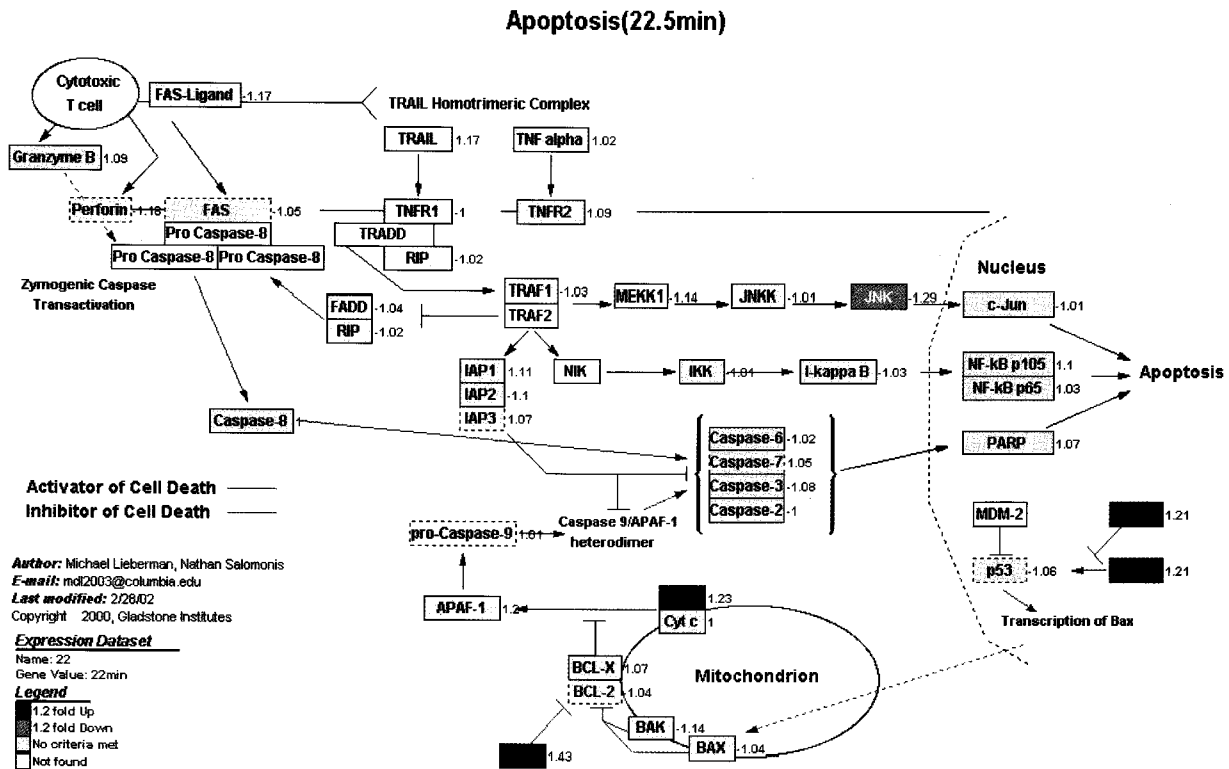 Apoptosis(22.5min)
Cytotoxic
T cell
FAS-Ligand -1.17
TRAIL Homotrimeric Complex
Granzyme B 1.09
TRAIL 1.17
TNF alpha 1.02
Perforin -1.18
FAS -1.05
TNFR1 -1
TNFR2 1.09
Pro Caspase-8
TRADD
Pro Caspase-8 Pro Caspase-8
RIP -1.02
Zymogenic Caspase
Transactivation
Nucleus
TRAF1 -1.03
TRAF2
MEKK1 -1.14
JNKK -1.01
JNK -1.29
c-Jun -1.01
FADD -1.04
RIP -1.02
IAP1 1.11
IAP2 -1.1
IAP3 1.07
NIK
IKK -1.01
I-kappa B -1.03
NF-kB p105 1.1
NF-kB p65 1.03
Apoptosis
Caspase-8 1
Caspase-6 -1.02
Caspase-7 1.05
Caspase-3 -1.08
Caspase-2 -1
PARP 1.07
Activator of Cell Death
Inhibitor of Cell Death
pro-Caspase-9 1.01
Caspase 9/APAF-1
heterodimer
MDM-2
1.21
p53 -1.06
1.21
Transcription of Bax
Author: Michael Lieberman, Nathan Salomonis
E-mail: mdl2003@columbia.edu
Last modified: 2/28/02
Copyright 2000, Gladstone Institutes
APAF-1 1.2
1.23
Cyt c 1
Expression Dataset
Name: 22
Gene Value: 22min
Legend
1.2 fold Up
1.2 fold Down
No criteria met
Not found
BCL-X 1.07
BCL-2 -1.04
Mitochondrion
BAK -1.14
BAX -1.04
1.43